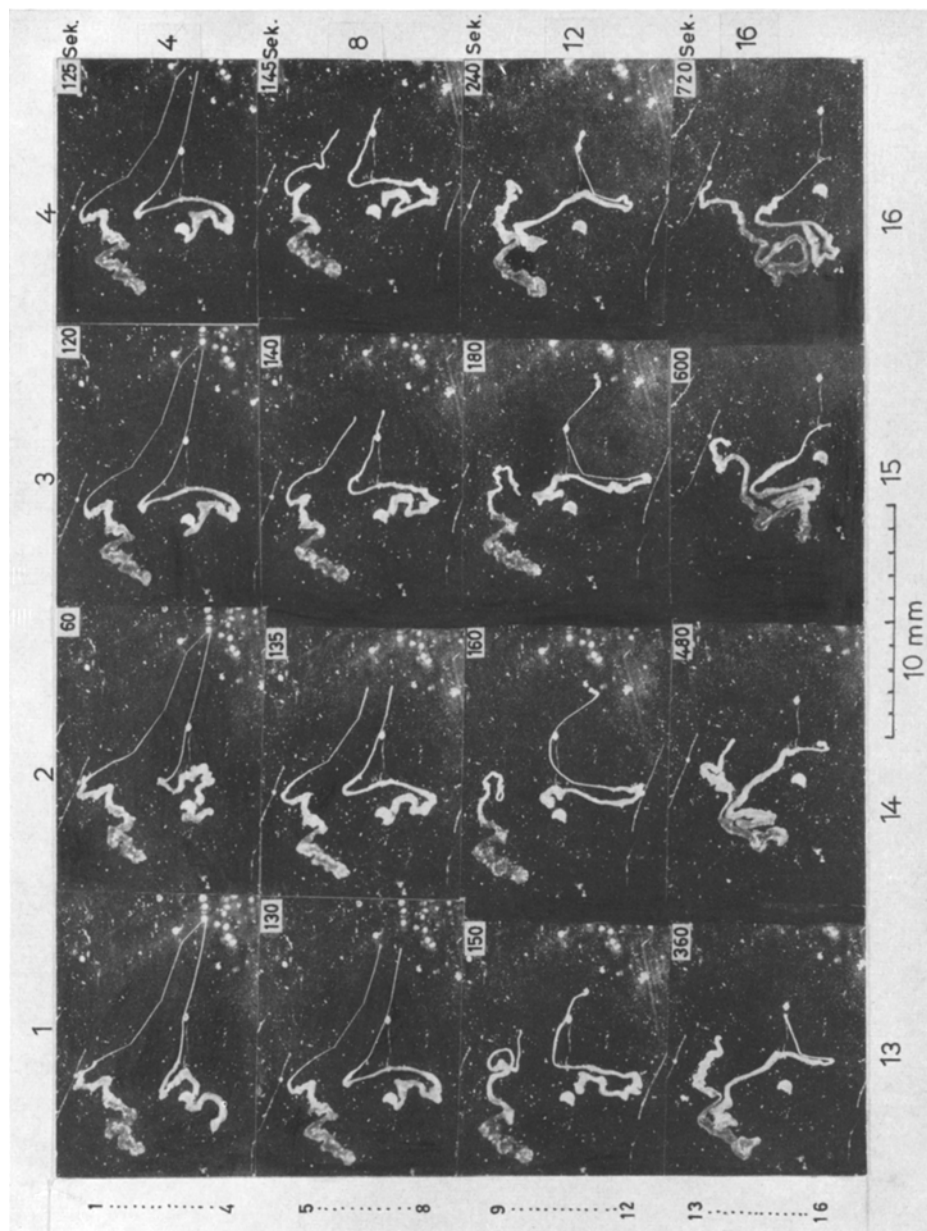 1 2 3 4
1 ........ 4
60
120
125 Sek.
4
5 ........ 8
130
135
140
145 Sek.
8
9 ........ 12
150
160
180
240 Sek.
12
13 ........ 16
360
480
600
720 Sek.
16
13 14 15 16
10 mm